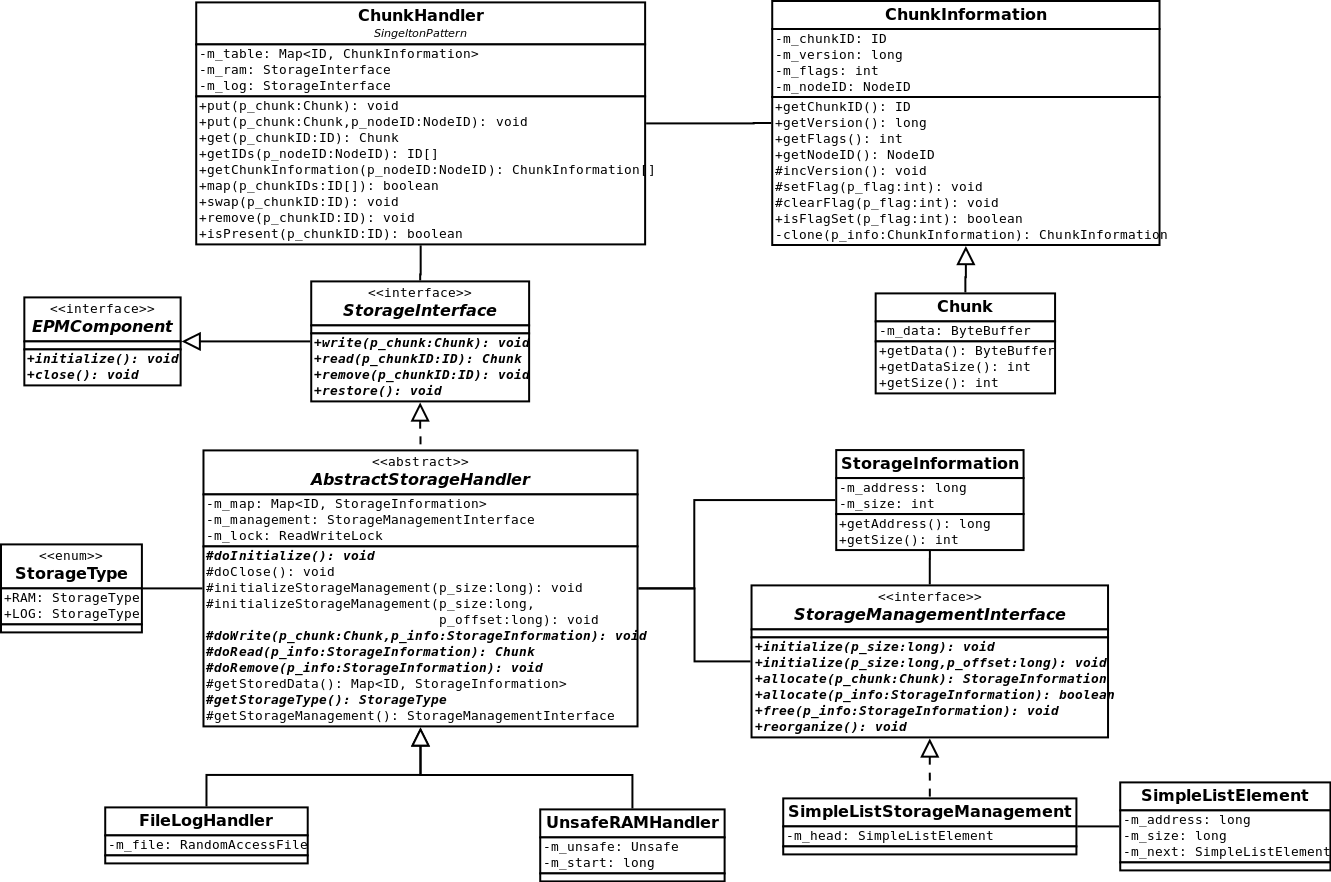 ChunkHandler
SingeltonPattern
-m_table: Map<ID, ChunkInformation>
-m_ram: StorageInterface
-m_log: StorageInterface
+put(p_chunk:Chunk): void
+put(p_chunk:Chunk,p_nodeID:NodeID): void
+get(p_chunkID:ID): Chunk
+getIDs(p_nodeID:NodeID): ID[]
+getChunkInformation(p_nodeID:NodeID): ChunkInformation[]
+map(p_chunkIDs:ID[]): boolean
+swap(p_chunkID:ID): void
+remove(p_chunkID:ID): void
+isPresent(p_chunkID:ID): boolean
ChunkInformation
-m_chunkID: ID
-m_version: long
-m_flags: int
-m_nodeID: NodeID
+getChunkID(): ID
+getVersion(): long
+getFlags(): int
+getNodeID(): NodeID
#incVersion(): void
#setFlag(p_flag:int): void
#clearFlag(p_flag:int): void
+isFlagSet(p_flag:int): boolean
-clone(p_info:ChunkInformation): ChunkInformation
<<interface>>
EPMComponent
+initialize(): void
+close(): void
<<interface>>
StorageInterface
+write(p_chunk:Chunk): void
+read(p_chunkID:ID): Chunk
+remove(p_chunkID:ID): void
+restore(): void
Chunk
-m_data: ByteBuffer
+getData(): ByteBuffer
+getDataSize(): int
+getSize(): int
<<abstract>>
AbstractStorageHandler
-m_map: Map<ID, StorageInformation>
-m_management: StorageManagementInterface
-m_lock: ReadWriteLock
#doInitialize(): void
#doClose(): void
#initializeStorageManagement(p_size:long): void
#initializeStorageManagement(p_size:long,
p_offset:long): void
#doWrite(p_chunk:Chunk,p_info:StorageInformation): void
#doRead(p_info:StorageInformation): Chunk
#doRemove(p_info:StorageInformation): void
#getStoredData(): Map<ID, StorageInformation>
#getStorageType(): StorageType
#getStorageManagement(): StorageManagementInterface
StorageInformation
-m_address: long
-m_size: int
+getAddress(): long
+getSize(): int
<<enum>>
StorageType
+RAM: StorageType
+LOG: StorageType
<<interface>>
StorageManagementInterface
+initialize(p_size:long): void
+initialize(p_size:long,p_offset:long): void
+allocate(p_chunk:Chunk): StorageInformation
+allocate(p_info:StorageInformation): boolean
+free(p_info:StorageInformation): void
+reorganize(): void
FileLogHandler
-m_file: RandomAccessFile
UnsafeRAMHandler
-m_unsafe: Unsafe
-m_start: long
SimpleListStorageManagement
-m_head: SimpleListElement
SimpleListElement
-m_address: long
-m_size: long
-m_next: SimpleListElement